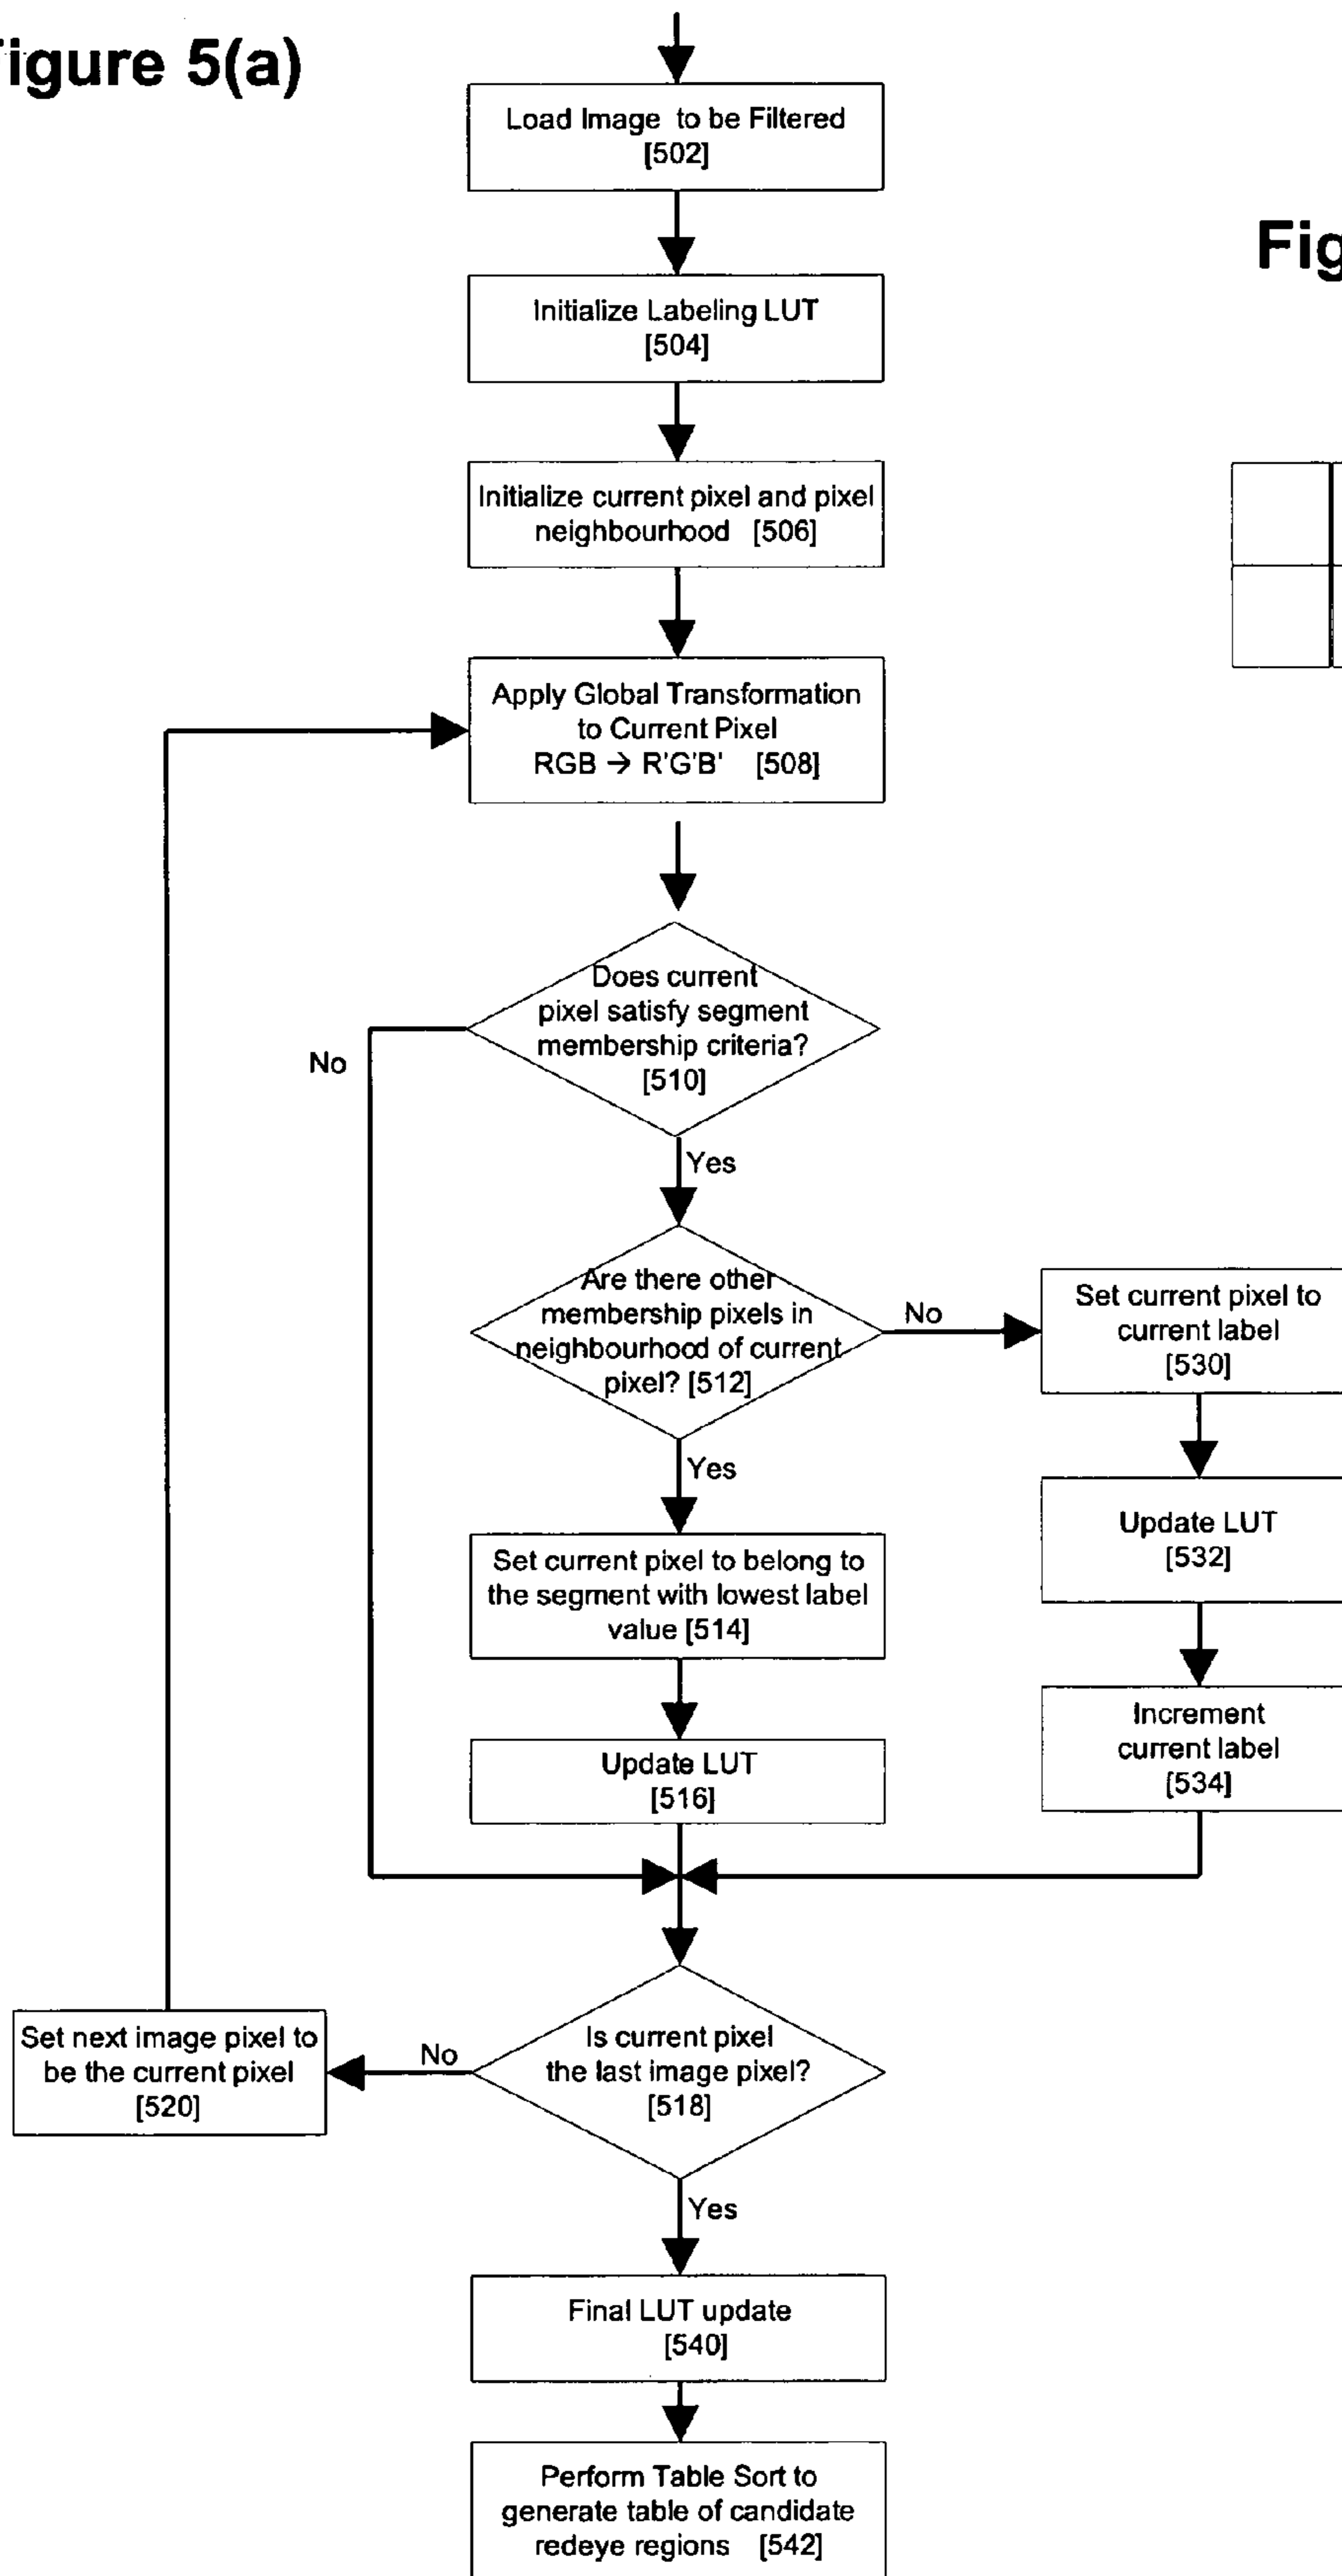 igure 5(a)
Load Image to be Filtered
[502]
Fig
Initialize Labeling LUT
[504]
Initialize current pixel and pixel
neighbourhood [506]
Apply Global Transformation
to Current Pixel
RGB → R'G'B' [508]
Does current
pixel satisfy segment
membership criteria?
[510]
No
Yes
Are there other
membership pixels in
neighbourhood of current
pixel? [512]
No
Set current pixel to
current label
[530]
Yes
Update LUT
[532]
Set current pixel to belong to
the segment with lowest label
value [514]
Increment
current label
[534]
Update LUT
[516]
Is current pixel
the last image pixel?
[518]
No
Set next image pixel to
be the current pixel
[520]
Yes
Final LUT update
[540]
Perform Table Sort to
generate table of candidate
redeye regions [542]